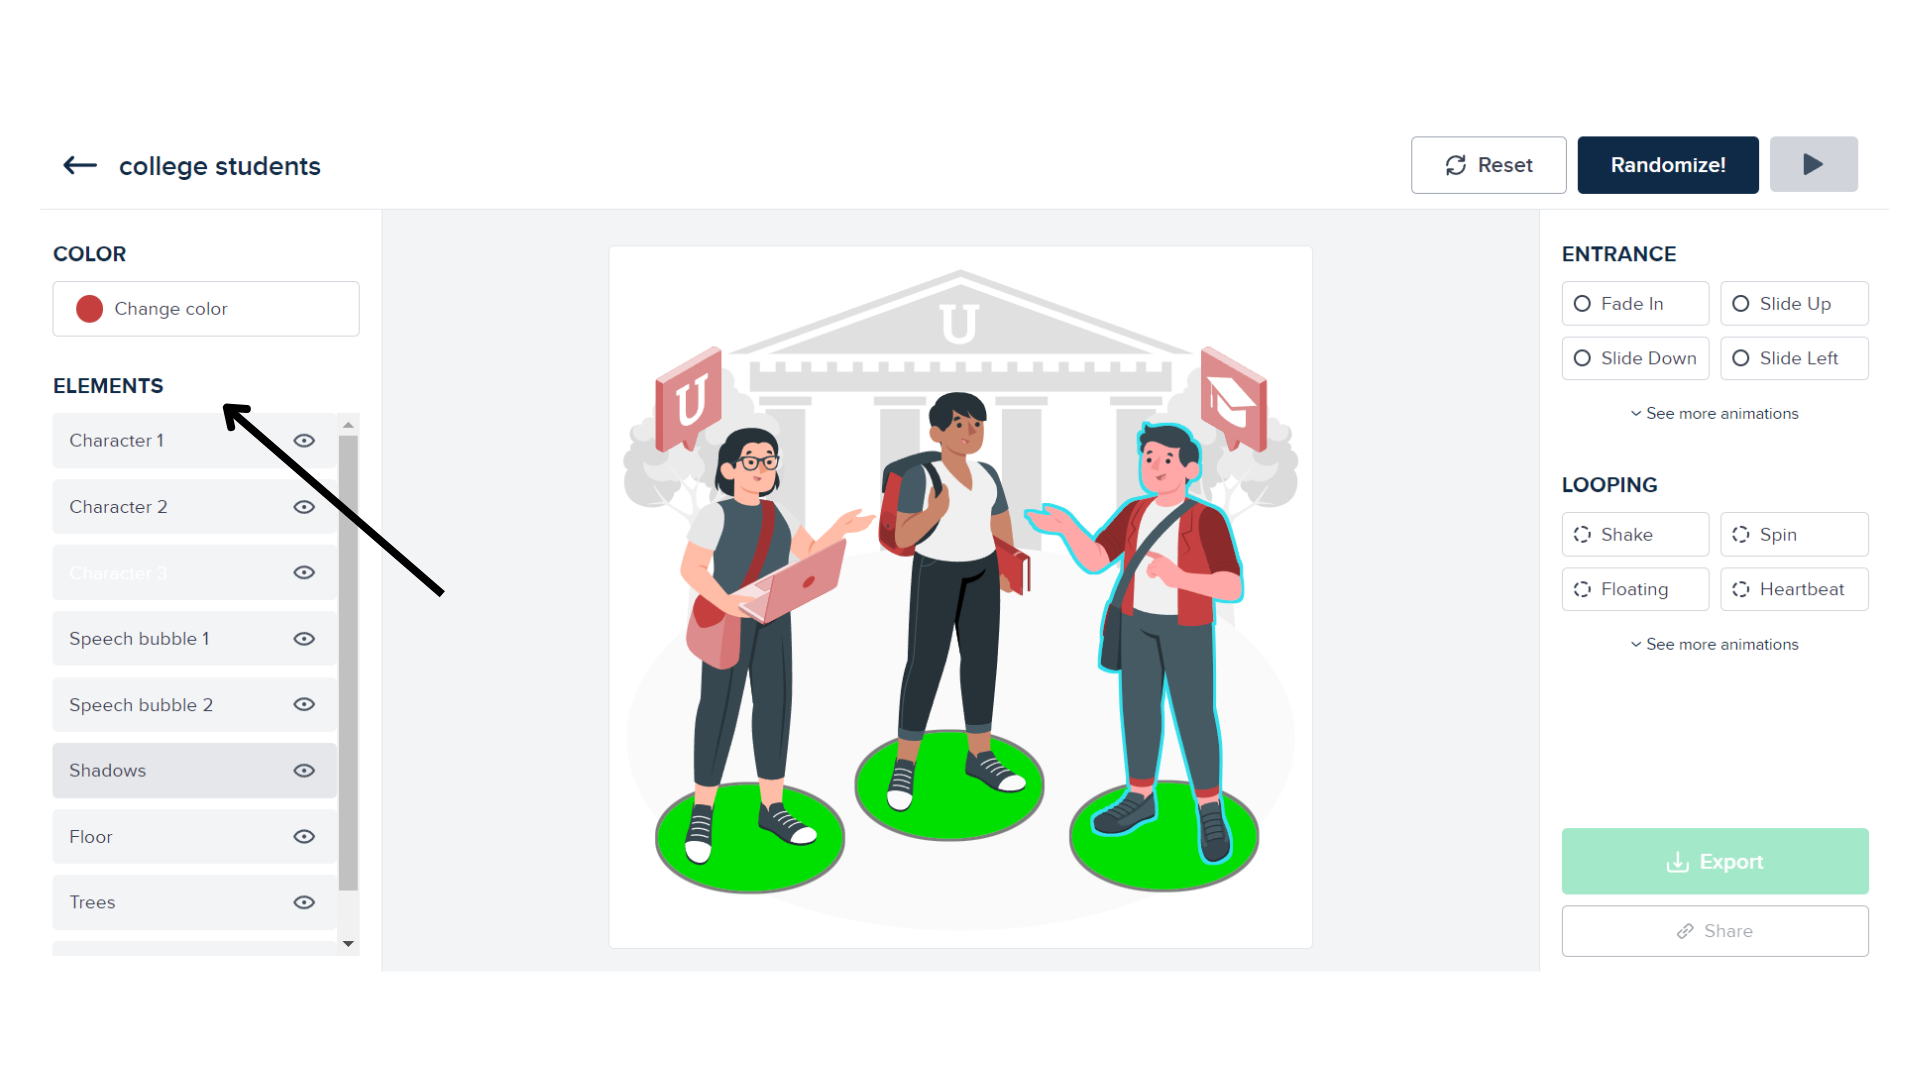 college students
Reset
Randomize!
COLOR
Change color
ELEMENTS
Character 1
Character 2
Character 3
Speech bubble 1
Speech bubble 2
Shadows
Floor
Trees
U
U
ENTRANCE
Fade In
Slide Up
Slide Down
Slide Left
See more animations
LOOPING
Shake
Spin
Floating
Heartbeat
See more animations
Export
Share